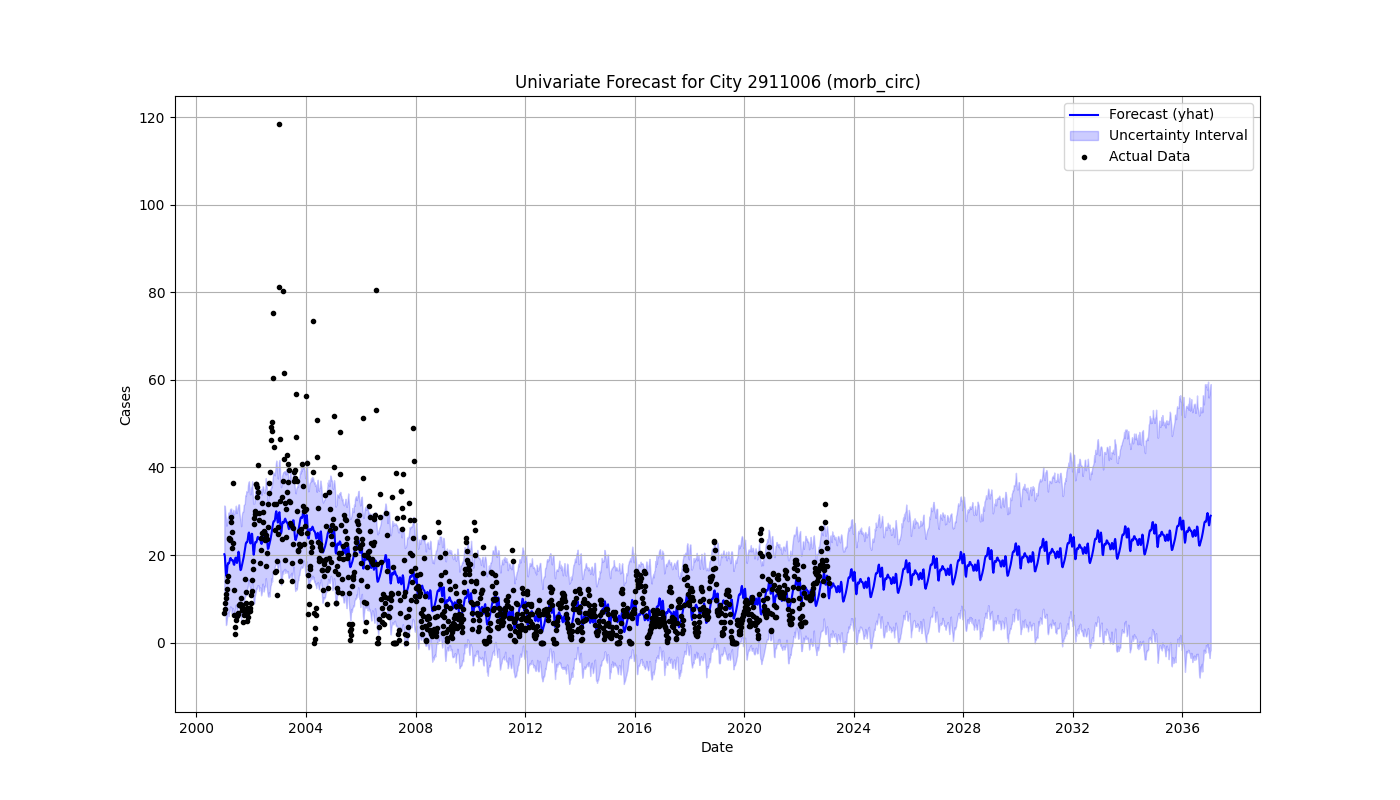 Univariate Forecast for City 2911006 (morb_circ)
Forecast (yhat)
Uncertainty Interval
Actual Data
120
100
80
60
40
20
0
Cases
2000 2004 2008 2012 2016 2020 2024 2028 2032 2036
Date